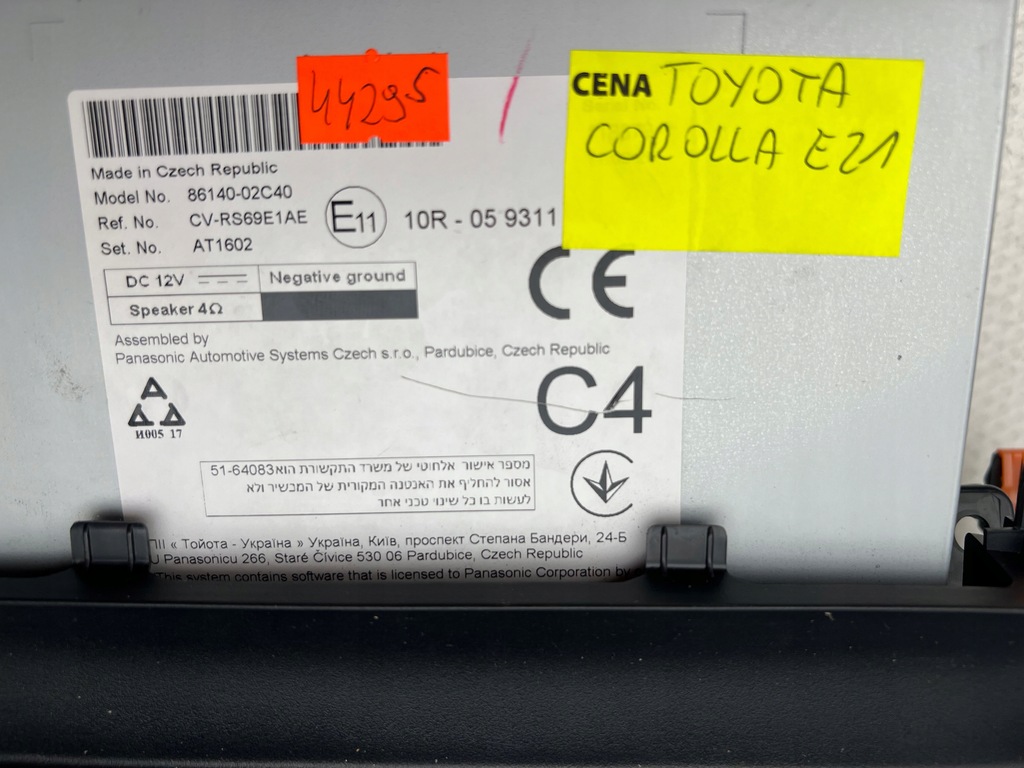 44295
CENA TOYOTA
COROLLA E21
Made in Czech Republic
Model No. 86140-02C40
Ref. No. CV-RS69E1AE
Set. No. AT1602
E11 10R - 05 9311
DC 12V Negative ground
Speaker 4Ω
CE
Assembled by
Panasonic Automotive Systems Czech s.r.o., Pardubice, Czech Republic
C4
И005 17
מספר אישור אלחוטי של משרד התקשורת הוא51-64083
אסור להחליף את האנטנה המקורית של המכשיר ולא
לעשות בו כל שינוי טכני אחר
ПІІ « Тойота - Україна » Україна, Київ, проспект Степана Бандери, 24-Б
U Panasonicu 266, Staré Čívice 530 06 Pardubice, Czech Republic
This system contains software that is licensed to Panasonic Corporation by